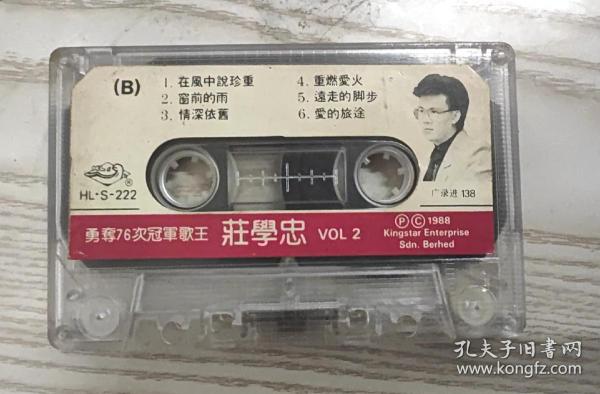 (B)
1. 在風中說珍重
2. 窗前的雨
3. 情深依舊
4. 重燃愛火
5. 遠走的脚步
6. 愛的旅途
HL·S-222
广录进 138
勇奪76次冠軍歌王 莊學忠 VOL 2
Ⓟ Ⓒ 1988
Kingstar Enterprise
Sdn. Berhed
孔夫子旧書网
www.kongfz.com